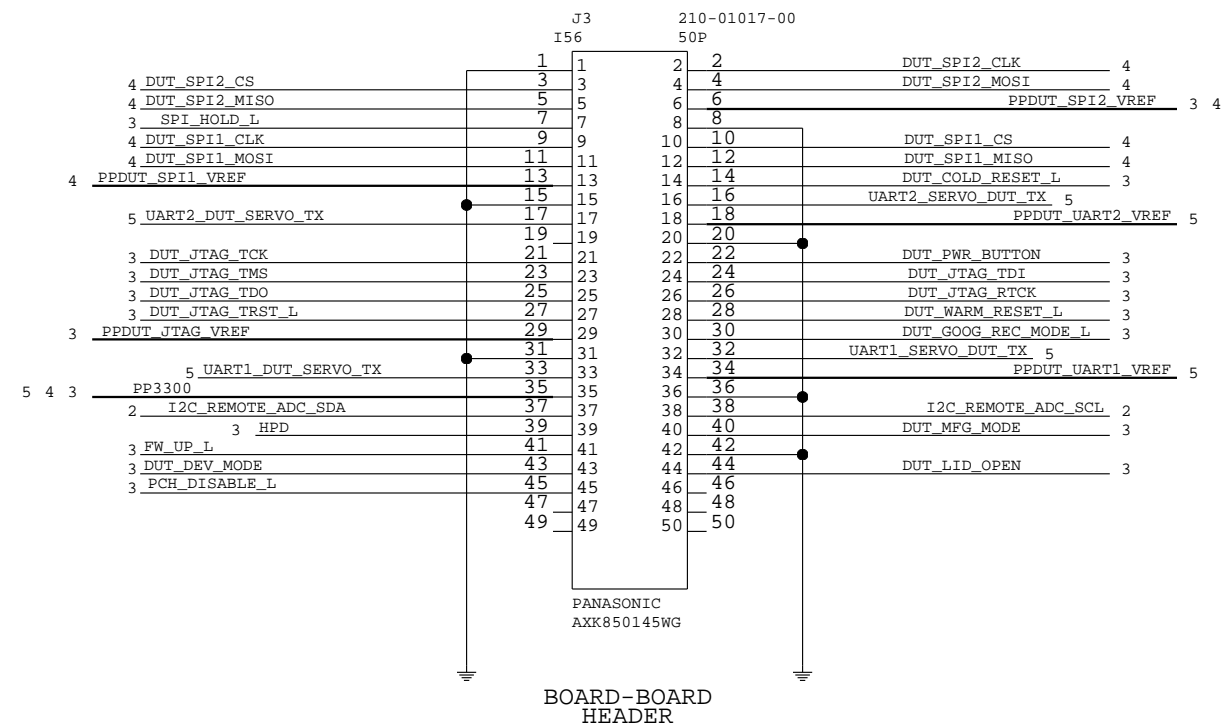 J3 210-01017-00
I56 50P
1 1 2 2 DUT_SPI2_CLK 4
4 DUT_SPI2_CS 3 3 4 4 DUT_SPI2_MOSI 4
4 DUT_SPI2_MISO 5 5 6 6 PPDUT_SPI2_VREF 3 4
3 SPI_HOLD_L 7 7 8 8
4 DUT_SPI1_CLK 9 9 10 10 DUT_SPI1_CS 4
4 DUT_SPI1_MOSI 11 11 12 12 DUT_SPI1_MISO 4
4 PPDUT_SPI1_VREF 13 13 14 14 DUT_COLD_RESET_L 3
15 15 16 16 UART2_SERVO_DUT_TX 5
5 UART2_DUT_SERVO_TX 17 17 18 18 PPDUT_UART2_VREF 5
19 19 20 20
3 DUT_JTAG_TCK 21 21 22 22 DUT_PWR_BUTTON 3
3 DUT_JTAG_TMS 23 23 24 24 DUT_JTAG_TDI 3
3 DUT_JTAG_TDO 25 25 26 26 DUT_JTAG_RTCK 3
3 DUT_JTAG_TRST_L 27 27 28 28 DUT_WARM_RESET_L 3
3 PPDUT_JTAG_VREF 29 29 30 30 DUT_GOOG_REC_MODE_L 3
31 31 32 32 UART1_SERVO_DUT_TX 5
5 UART1_DUT_SERVO_TX 33 33 34 34 PPDUT_UART1_VREF 5
5 4 3 PP3300 35 35 36 36
2 I2C_REMOTE_ADC_SDA 37 37 38 38 I2C_REMOTE_ADC_SCL 2
3 HPD 39 39 40 40 DUT_MFG_MODE 3
3 FW_UP_L 41 41 42 42
3 DUT_DEV_MODE 43 43 44 44 DUT_LID_OPEN 3
3 PCH_DISABLE_L 45 45 46 46
47 47 48 48
49 49 50 50
PANASONIC
AXK850145WG
BOARD-BOARD
HEADER